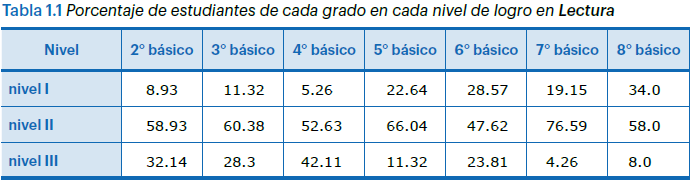 Tabla 1.1 Porcentaje de estudiantes de cada grado en cada nivel de logro en Lectura
Nivel 2° básico 3° básico 4° básico 5° básico 6° básico 7° básico 8° básico
nivel I 8.93 11.32 5.26 22.64 28.57 19.15 34.0
nivel II 58.93 60.38 52.63 66.04 47.62 76.59 58.0
nivel III 32.14 28.3 42.11 11.32 23.81 4.26 8.0